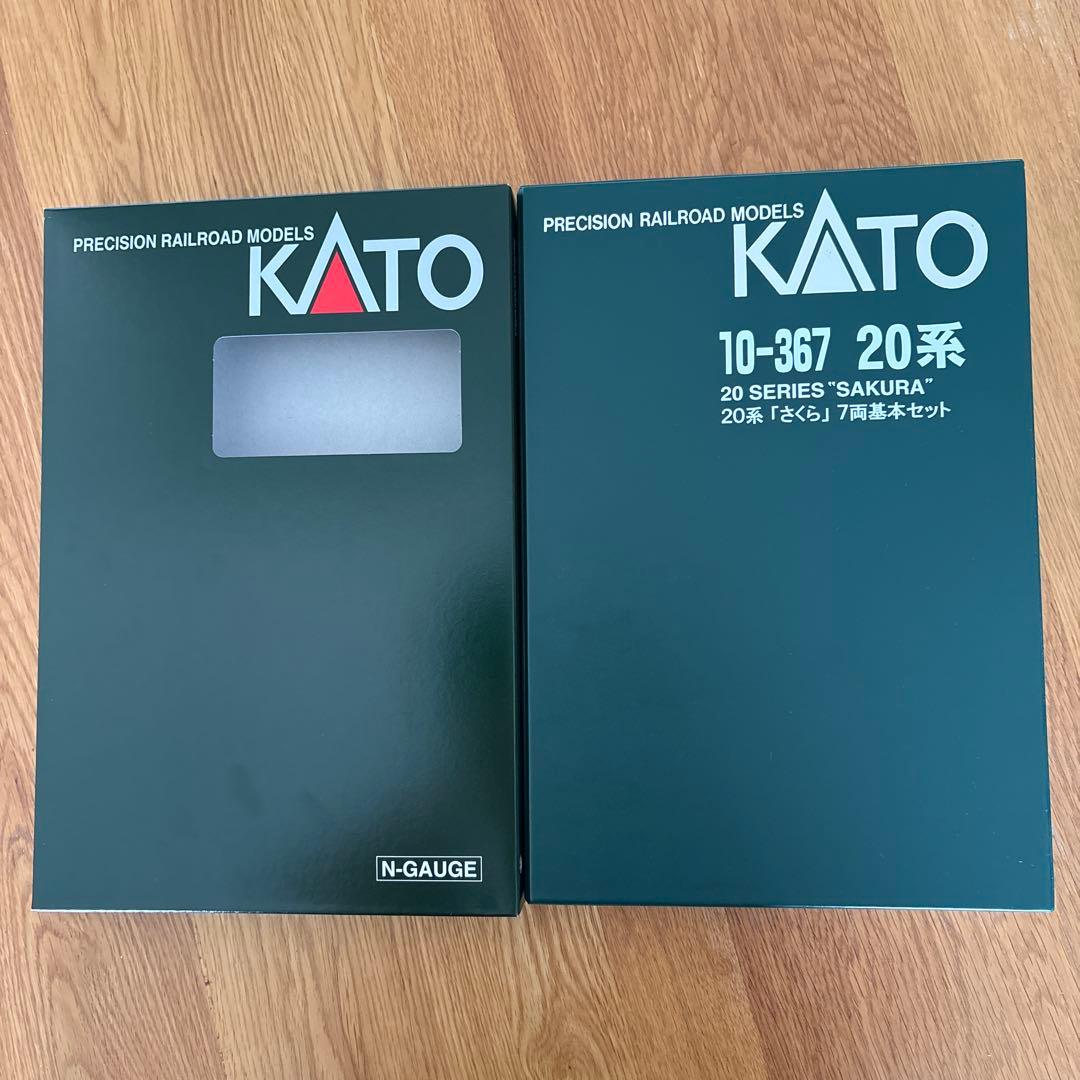 PRECISION RAILROAD MODELS
KATO
N-GAUGE
PRECISION RAILROAD MODELS
KATO
10-367 20系
20 SERIES "SAKURA"
20系「さくら」7両基本セット